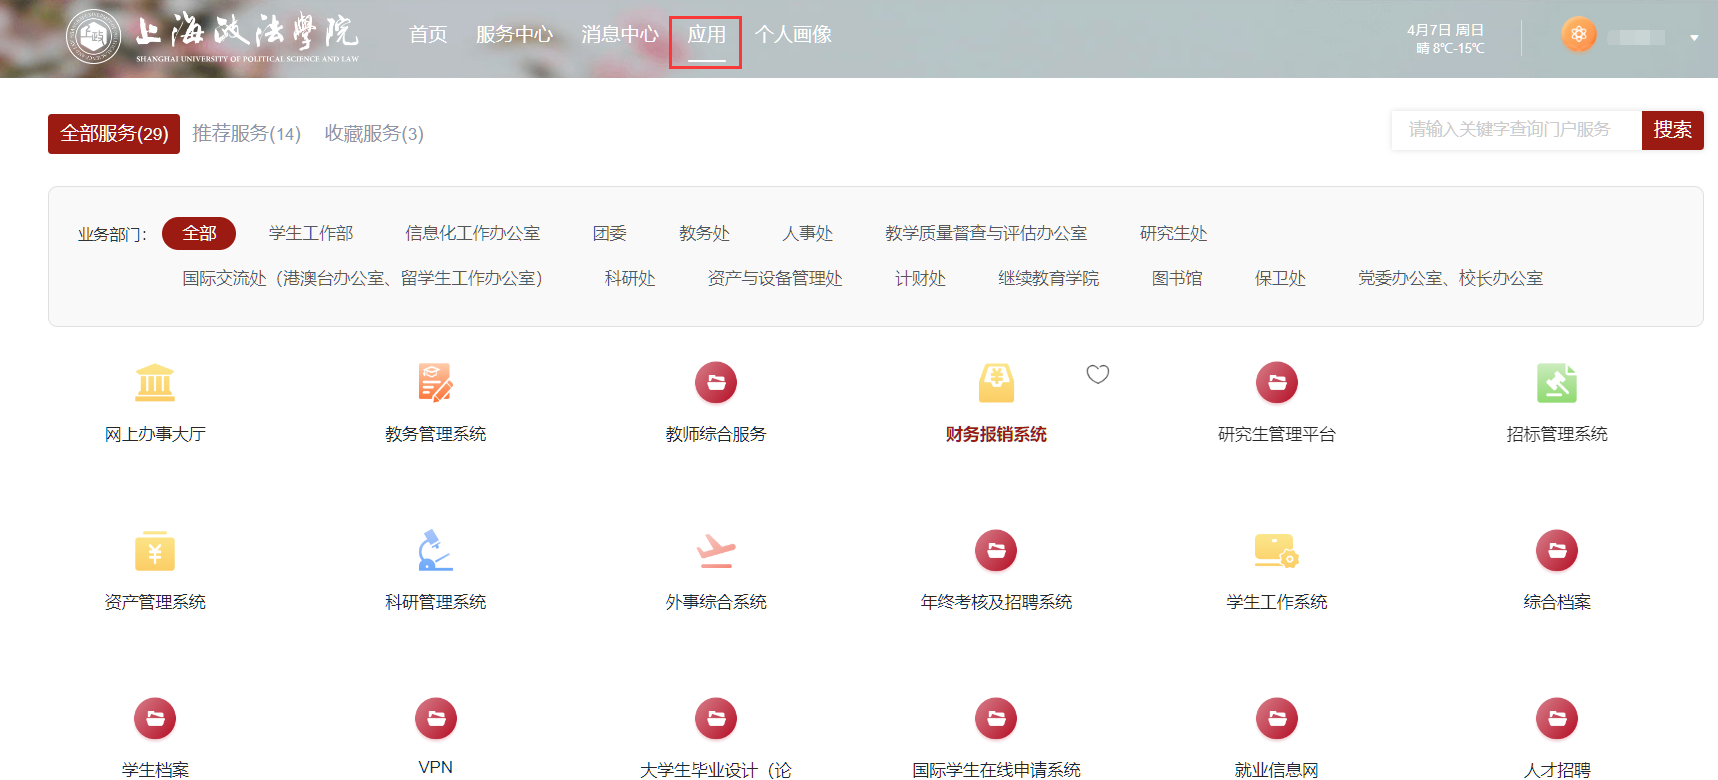 上海政法學院
SHANGHAI UNIVERSITY OF POLITICAL SCIENCE AND LAW
首页 服务中心 消息中心 应用 个人画像
4月7日 周日
晴 8℃-15℃
全部服务(29) 推荐服务(14) 收藏服务(3)
请输入关键字查询门户服务 搜索
业务部门： 全部 学生工作部 信息化工作办公室 团委 教务处 人事处 教学质量督查与评估办公室 研究生处
国际交流处（港澳台办公室、留学生工作办公室） 科研处 资产与设备管理处 计财处 继续教育学院 图书馆 保卫处 党委办公室、校长办公室
网上办事大厅 教务管理系统 教师综合服务 财务报销系统 研究生管理平台 招标管理系统
资产管理系统 科研管理系统 外事综合系统 年终考核及招聘系统 学生工作系统 综合档案
学生档案 VPN 大学生毕业设计（论 国际学生在线申请系统 就业信息网 人才招聘